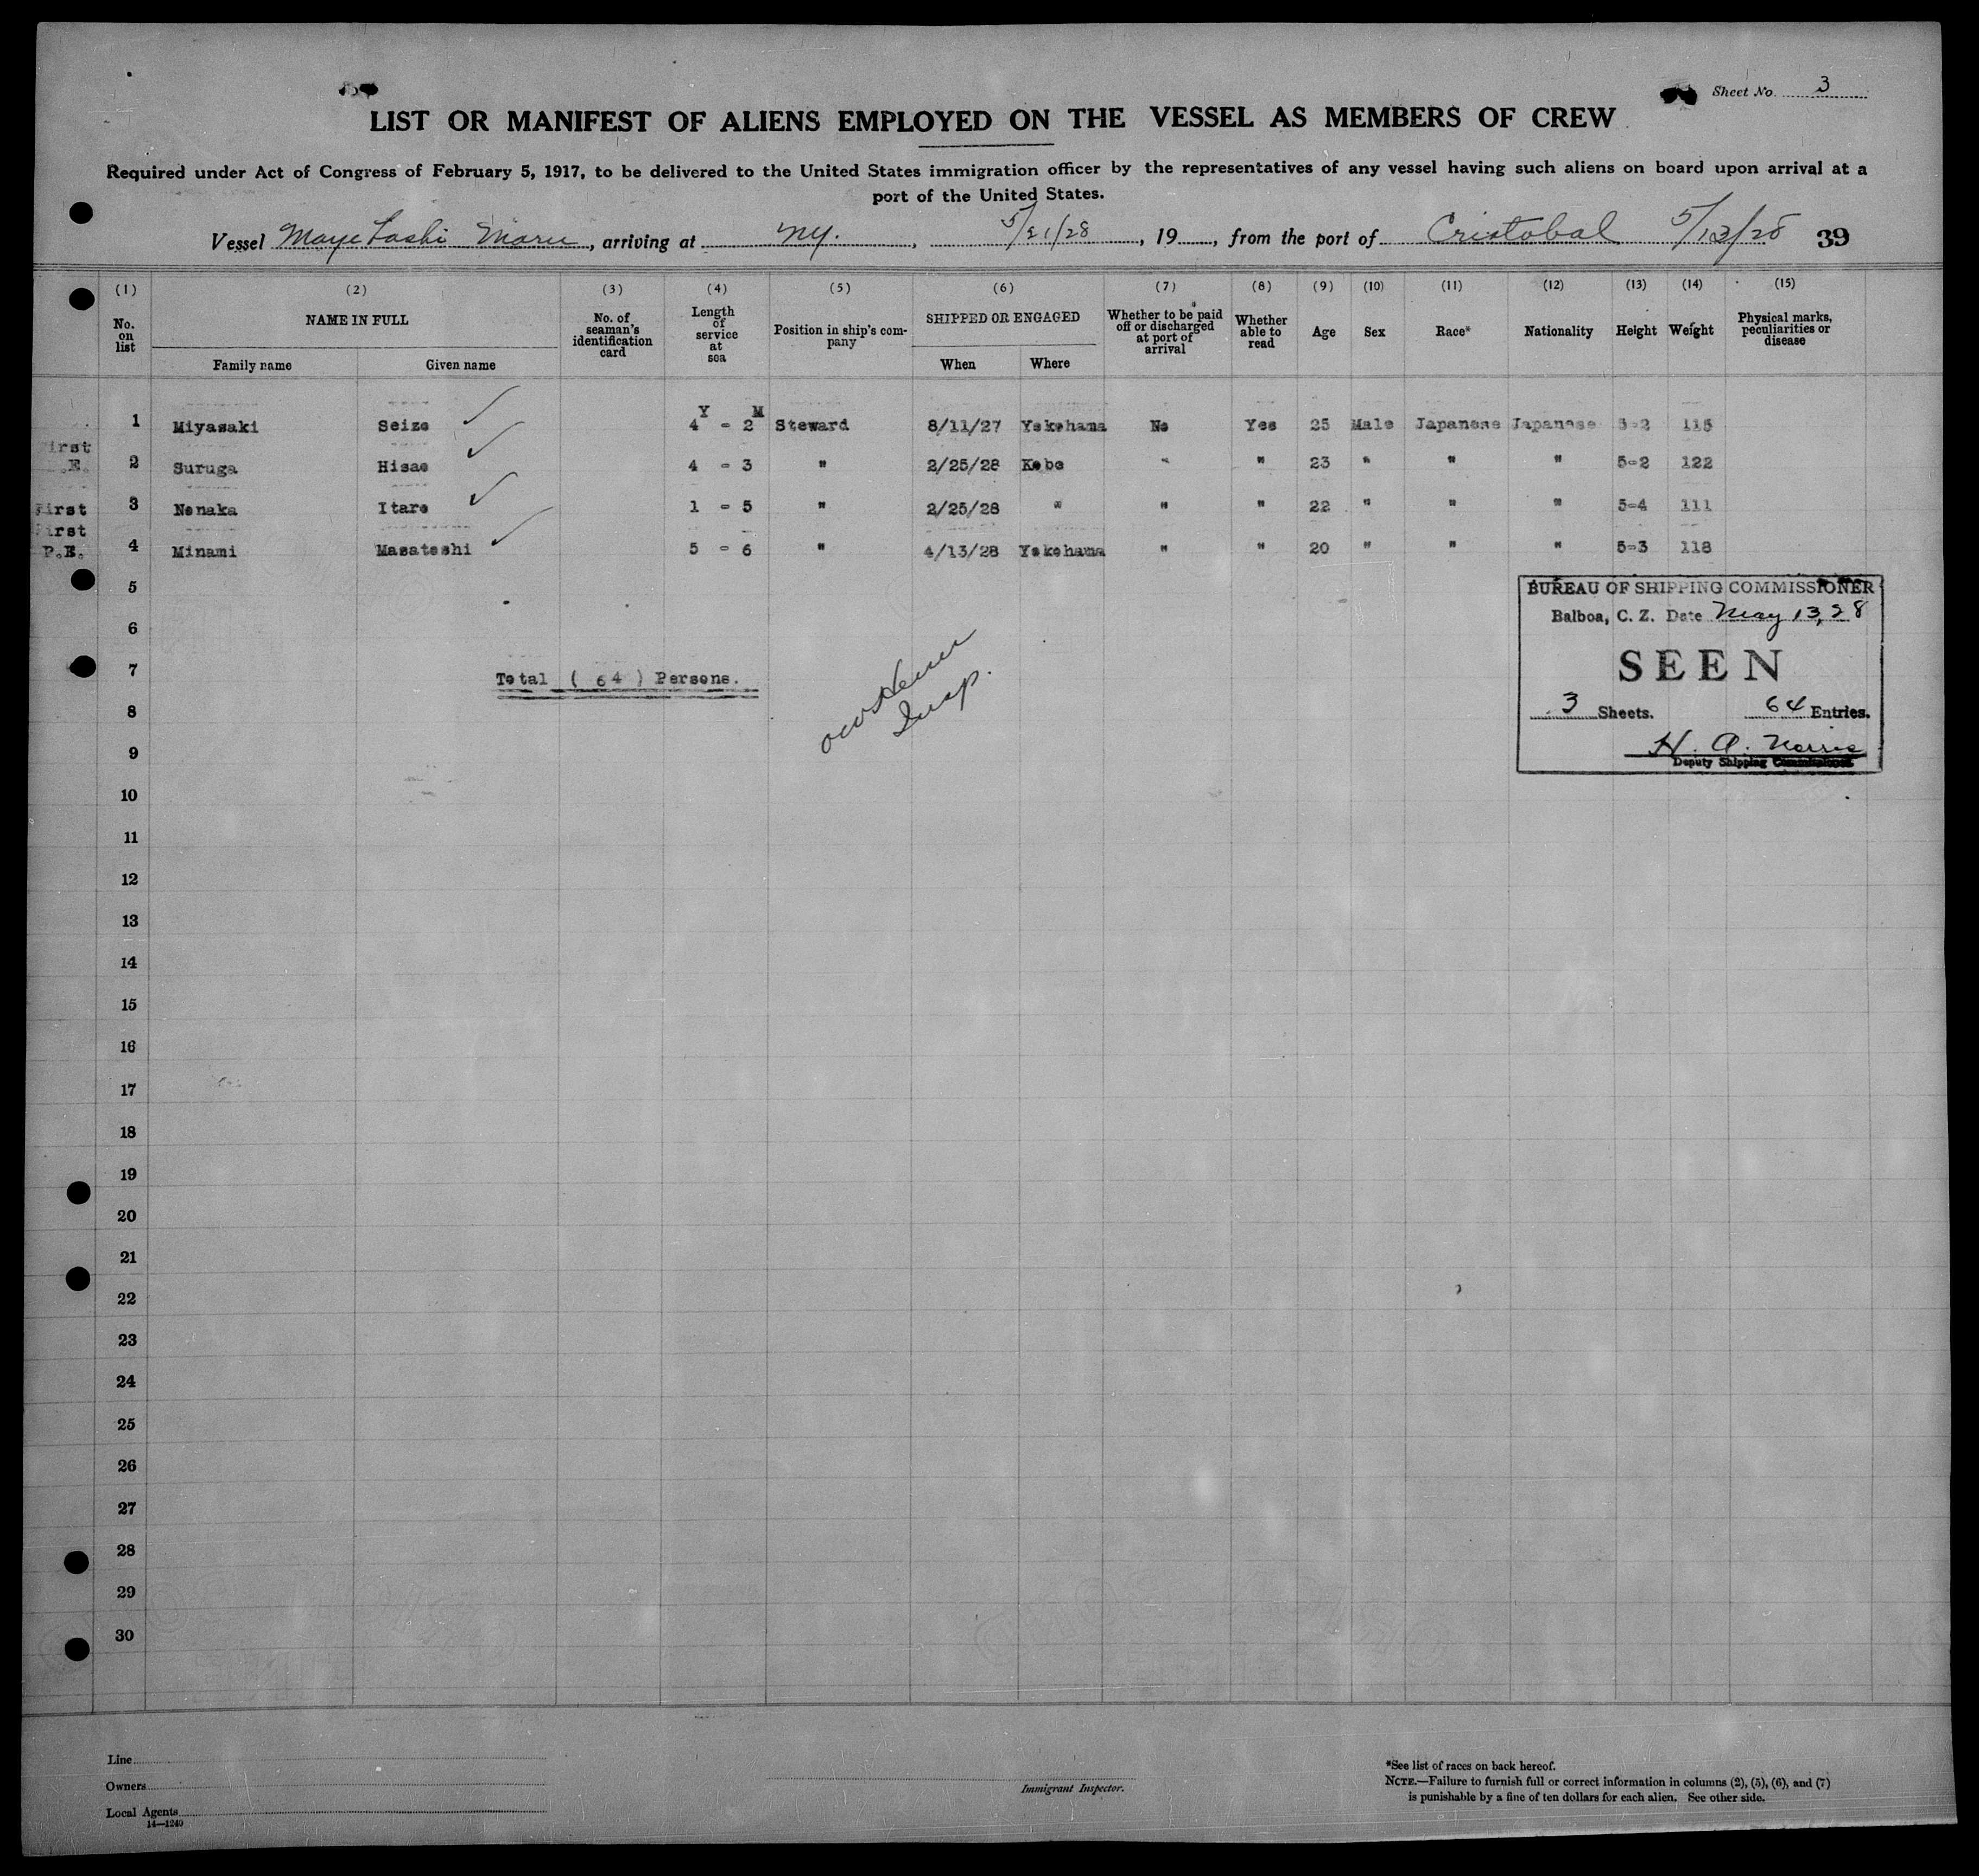 Sheet No. 3
LIST OR MANIFEST OF ALIENS EMPLOYED ON THE VESSEL AS MEMBERS OF CREW
Required under Act of Congress of February 5, 1917, to be delivered to the United States immigration officer by the representatives of any vessel having such aliens on board upon arrival at a
port of the United States.
Vessel Mayebashi Maru, arriving at NY., 5/21/28, 19, from the port of Cristobal 5/13/28 39
(1) (2) (3) (4) (5) (6) (7) (8) (9) (10) (11) (12) (13) (14) (15)
No. on list NAME IN FULL Family name Given name No. of seaman's identification card Length of service at sea Position in ship's company SHIPPED OR ENGAGED When Where Whether to be paid off or discharged at port of arrival Whether able to read Age Sex Race* Nationality Height Weight Physical marks, peculiarities or disease
Y M
1 Miyasaki Seizo 4 - 2 Steward 8/11/27 Yokohama No Yes 25 Male Japanese Japanese 5-2 115
First
.E. 2 Suruga Hisao 4 - 3 " 2/25/28 Kobe " " 23 " " " 5-2 122
First 3 Nonaka Itaro 1 - 5 " 2/25/28 " " " 22 " " " 5-4 111
First
P.E. 4 Minami Masatoshi 5 - 6 " 4/13/28 Yokohama " " 20 " " " 5-3 118
5
6
7 Total ( 64 ) Persons.
8
9
10
11
12
13
14
15
16
17
18
19
20
21
22
23
24
25
26
27
28
29
30
Insp.
BUREAU OF SHIPPING COMMISSIONER
Balboa, C. Z. Date May 13, 28
SEEN
3 Sheets. 64 Entries.
H. A. Norris
Deputy Shipping Commissioner
Line
Owners
Local Agents
14—1240
Immigrant Inspector.
*See list of races on back hereof.
NOTE.—Failure to furnish full or correct information in columns (2), (5), (6), and (7)
is punishable by a fine of ten dollars for each alien. See other side.